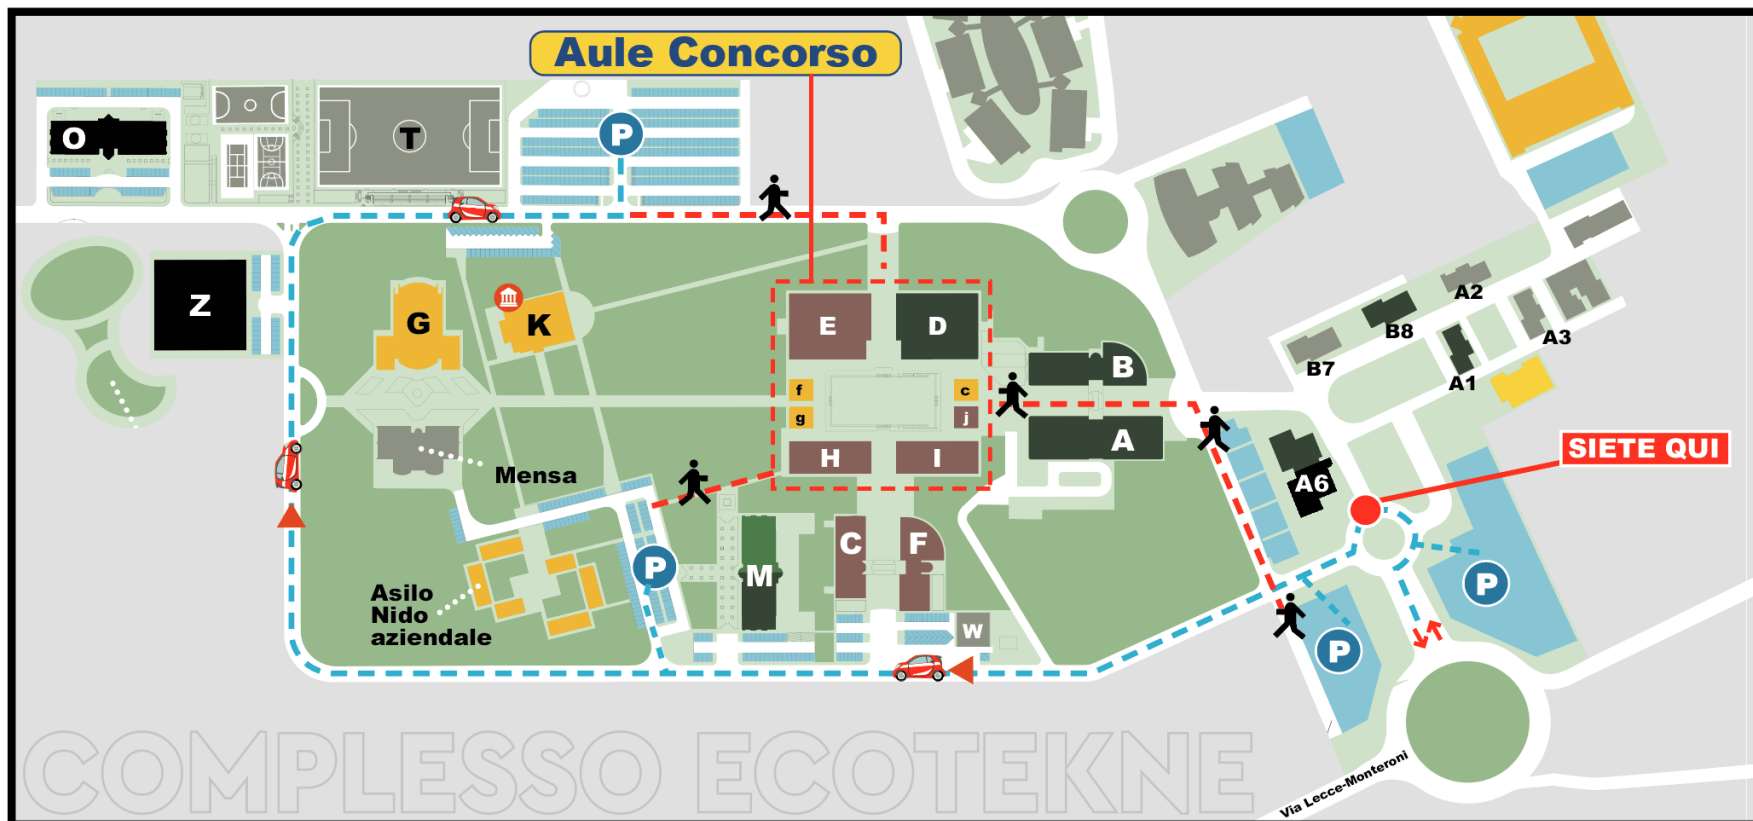 Aule Concorso
O
T
P
Z
G
K
E
D
B
f
c
g
j
A
H
I
Mensa
A2
B8
A3
B7
A1
SIETE QUI
A6
C
F
M
P
P
Asilo
Nido
aziendale
W
P
COMPLESSO ECOTEKNE
Via Lecce-Monteroni